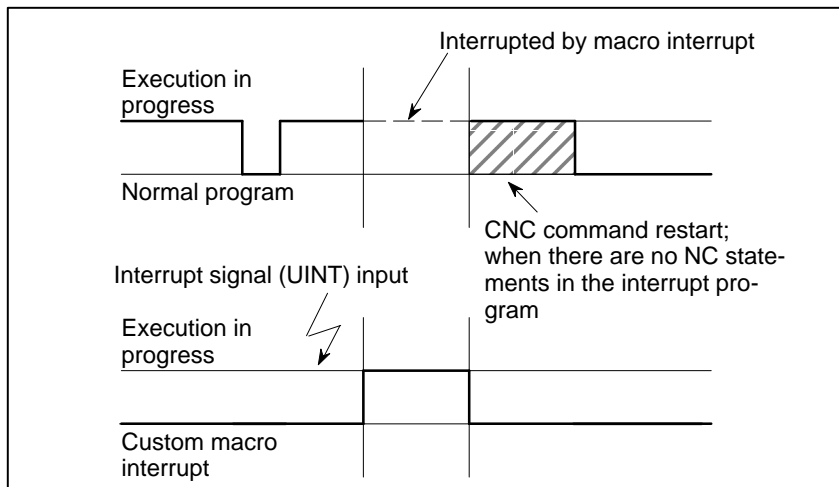 Interrupted by macro interrupt
Execution in
progress
Normal program
CNC command restart;
when there are no NC state-
ments in the interrupt pro-
gram
Interrupt signal (UINT) input
Execution in
progress
Custom macro
interrupt